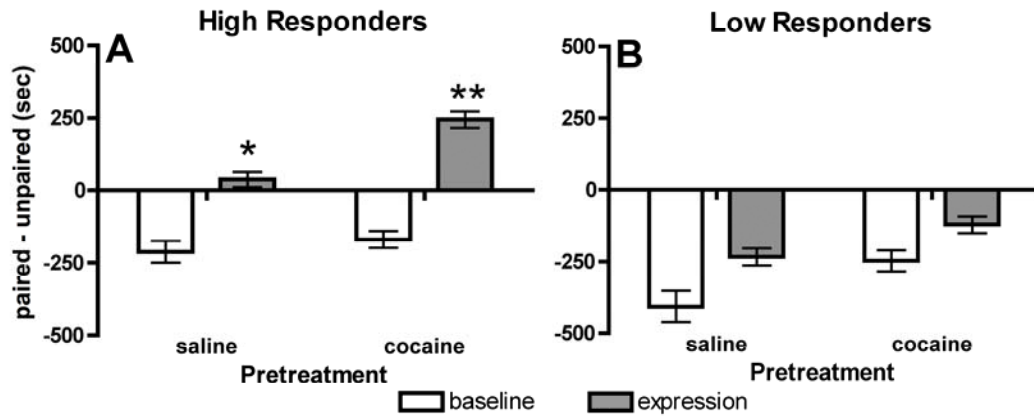 High Responders
Low Responders
A
B
paired - unpaired (sec)
500
250
0
-250
-500
500
250
0
-250
-500
*
**
saline
cocaine
saline
cocaine
Pretreatment
Pretreatment
baseline
expression